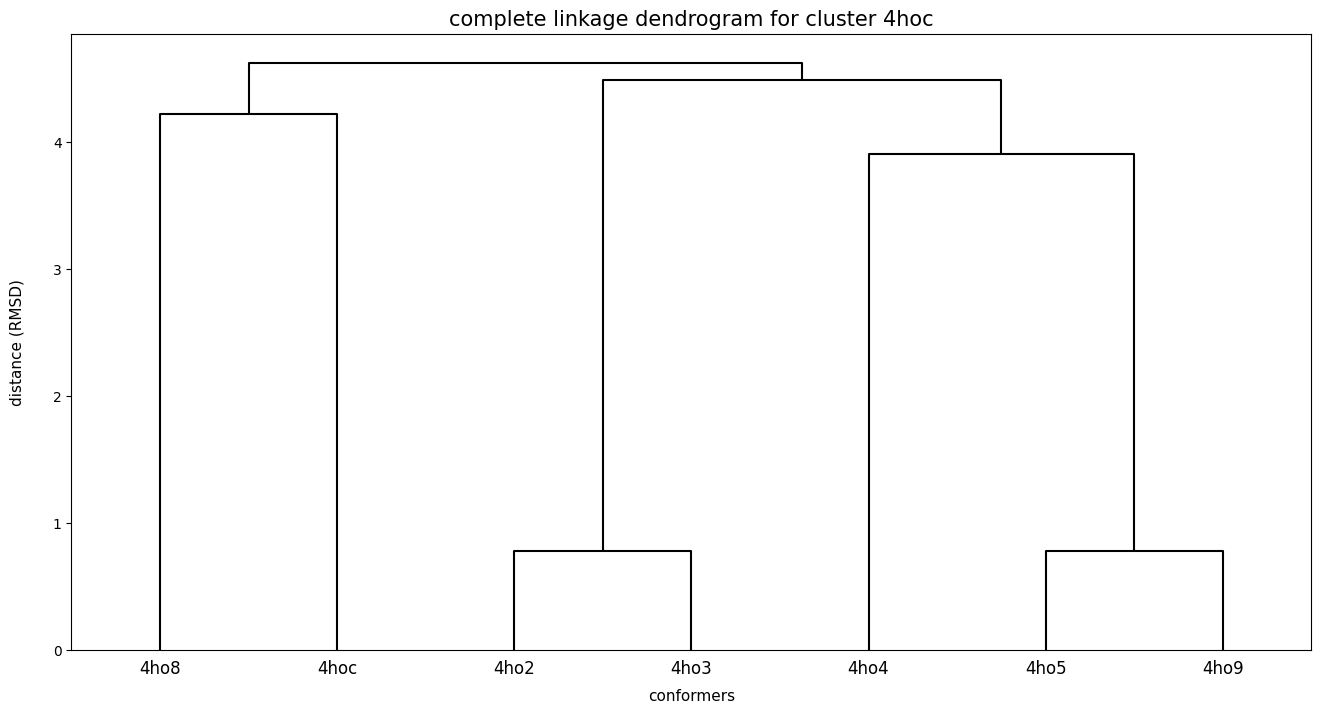 complete linkage dendrogram for cluster 4hoc
distance (RMSD)
4
3
2
1
0
4ho8 4hoc 4ho2 4ho3 4ho4 4ho5 4ho9
conformers